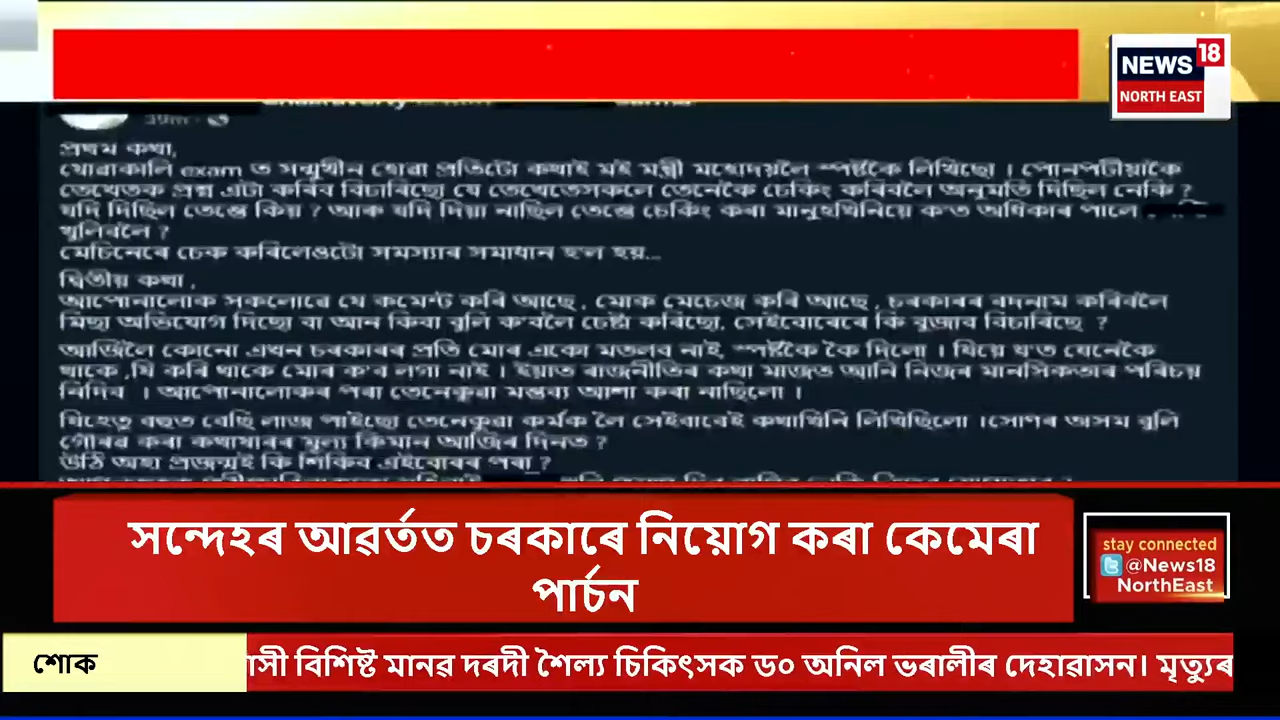 NEWS 18
NORTH EAST
39m
প্ৰথম কথা,
যোৱাকালি exam ত সন্মুখীন হোৱা প্ৰতিটো কথাই মই মন্ত্ৰী মহোদয়লৈ স্পষ্টকৈ লিখিছো । পোনপটীয়াকৈ
তেখেতক প্ৰশ্ন এটা কৰিব বিচাৰিছো যে তেখেতেসকলে তেনেকৈ চেকিং কৰিবলৈ অনুমতি দিছিল নেকি ?
যদি দিছিল তেন্তে কিয় ? আৰু যদি দিয়া নাছিল তেন্তে চেকিং কৰা মানুহখিনিয়ে ক'ত অধিকাৰ পালে
খুলিবলৈ ?
মেচিনেৰে চেক কৰিলেওটো সমস্যাৰ সমাধান হ'ল হয়...
দ্বিতীয় কথা ,
আপোনালোক সকলোৱে যে কমেন্ট কৰি আছে , মোক মেচেজ কৰি আছে , চৰকাৰৰ বদনাম কৰিবলৈ
মিছা অভিযোগ দিছো বা আন কিবা বুলি ক'বলৈ চেষ্টা কৰিছো, সেইবোৰেৰে কি বুজাব বিচাৰিছে ?
আজিলৈ কোনো এখন চৰকাৰৰ প্ৰতি মোৰ একো মতলব নাই, স্পষ্টকৈ কৈ দিলো । যিয়ে য'ত যেনেকৈ
থাকে ,যি কৰি থাকে মোৰ ক'ব লগা নাই । ইয়াত ৰাজনীতিৰ কথা মাজত আনি নিজৰ মানসিকতাৰ পৰিচয়
নিদিব । আপোনালোকৰ পৰা তেনেকুৱা মন্তব্য আশা কৰা নাছিলো ।
যিহেতু বহুত বেছি লাজ পাইছো তেনেকুৱা কৰ্মক লৈ সেইবাবেই কথাখিনি লিখিছিলো ।সোণৰ অসম বুলি
গৌৰৱ কৰা কথাষাৰৰ মূল্য কিমান আজিৰ দিনত ?
উঠি অহা প্ৰজন্মই কি শিকিব এইবোৰৰ পৰা ?
সন্দেহৰ আৱৰ্তত চৰকাৰে নিয়োগ কৰা কেমেৰা
পাৰ্চন
stay connected
@News18
NorthEast
শোক
াসী বিশিষ্ট মানৱ দৰদী শৈল্য চিকিৎসক ড০ অনিল ভৰালীৰ দেহাৱাসন। মৃত্যুৰ